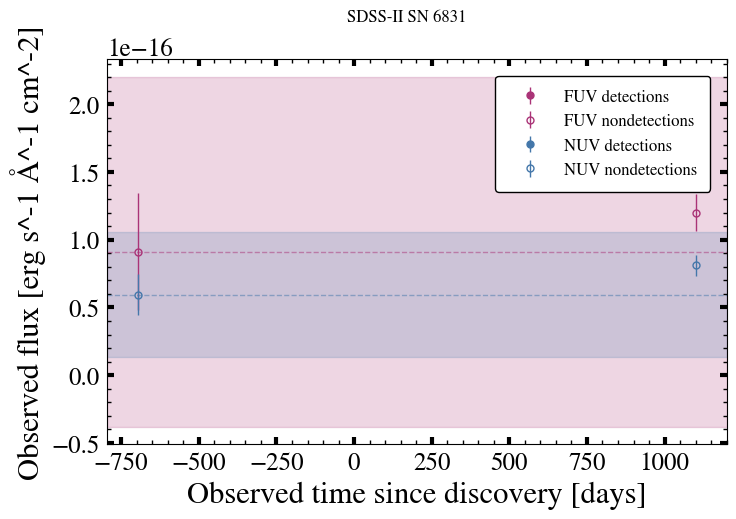 SDSS-II SN 6831
1e−16
Observed flux [erg s^-1 Å^-1 cm^-2]
2.0
1.5
1.0
0.5
0.0
−0.5
FUV detections
FUV nondetections
NUV detections
NUV nondetections
−750 −500 −250 0 250 500 750 1000
Observed time since discovery [days]